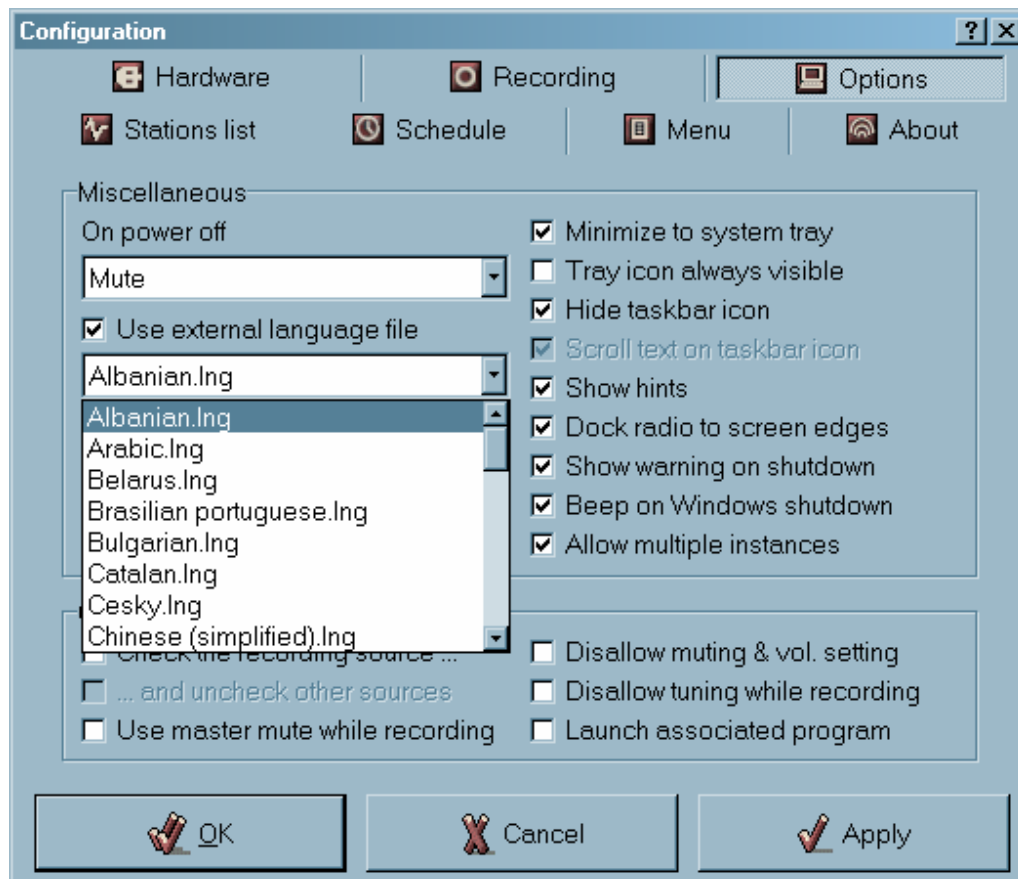 Configuration
Hardware
Recording
Options
Stations list
Schedule
Menu
About
Miscellaneous
On power off
Mute
Use external language file
Albanian.lng
Albanian.lng
Arabic.lng
Belarus.lng
Brasilian portuguese.lng
Bulgarian.lng
Catalan.lng
Cesky.lng
Chinese (simplified).lng
Minimize to system tray
Tray icon always visible
Hide taskbar icon
Scroll text on taskbar icon
Show hints
Dock radio to screen edges
Show warning on shutdown
Beep on Windows shutdown
Allow multiple instances
Check the recording source ...
... and uncheck other sources
Use master mute while recording
Disallow muting & vol. setting
Disallow tuning while recording
Launch associated program
OK
Cancel
Apply